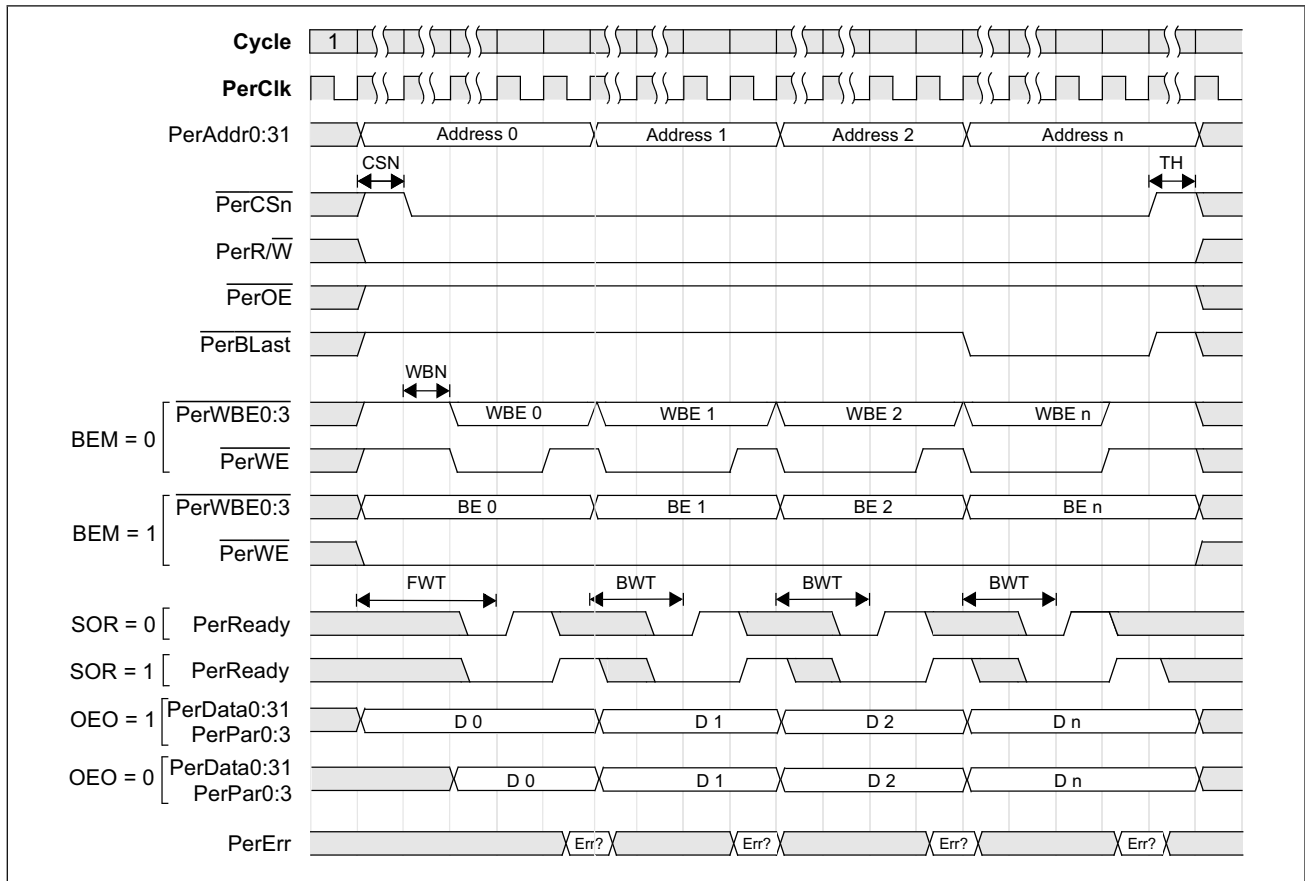 Cycle 1
PerClk
PerAddr0:31 Address 0 Address 1 Address 2 Address n
CSN TH
PerCSn
PerR/W
PerOE
PerBLast
WBN
BEM = 0 PerWBE0:3 WBE 0 WBE 1 WBE 2 WBE n
PerWE
BEM = 1 PerWBE0:3 BE 0 BE 1 BE 2 BE n
PerWE
FWT BWT BWT BWT
SOR = 0 PerReady
SOR = 1 PerReady
OEO = 1 PerData0:31 D 0 D 1 D 2 D n
PerPar0:3
OEO = 0 PerData0:31 D 0 D 1 D 2 D n
PerPar0:3
PerErr Err? Err? Err? Err?